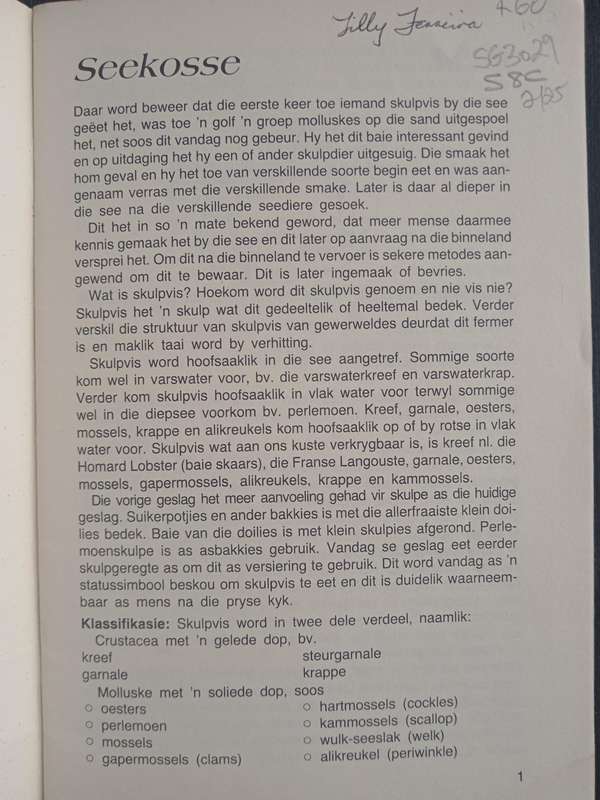 Tilly Ferreira
+60
SG3029
S8C
2/25
Seekosse
Daar word beweer dat die eerste keer toe iemand skulpvis by die see
geëet het, was toe 'n golf 'n groep molluskes op die sand uitgespoel
het, net soos dit vandag nog gebeur. Hy het dit baie interessant gevind
en op uitdaging het hy een of ander skulpdier uitgesuig. Die smaak het
hom geval en hy het toe van verskillende soorte begin eet en was aan-
genaam verras met die verskillende smake. Later is daar al dieper in
die see na die verskillende seediere gesoek.
Dit het in so 'n mate bekend geword, dat meer mense daarmee
kennis gemaak het by die see en dit later op aanvraag na die binneland
versprei het. Om dit na die binneland te vervoer is sekere metodes aan-
gewend om dit te bewaar. Dit is later ingemaak of bevries.
Wat is skulpvis? Hoekom word dit skulpvis genoem en nie vis nie?
Skulpvis het 'n skulp wat dit gedeeltelik of heeltemal bedek. Verder
verskil die struktuur van skulpvis van gewerweldes deurdat dit fermer
is en maklik taai word by verhitting.
Skulpvis word hoofsaaklik in die see aangetref. Sommige soorte
kom wel in varswater voor, bv. die varswaterkreef en varswaterkrap.
Verder kom skulpvis hoofsaaklik in vlak water voor terwyl sommige
wel in die diepsee voorkom bv. perlemoen. Kreef, garnale, oesters,
mossels, krappe en alikreukels kom hoofsaaklik op of by rotse in vlak
water voor. Skulpvis wat aan ons kuste verkrygbaar is, is kreef nl. die
Homard Lobster (baie skaars), die Franse Langouste, garnale, oesters,
mossels, gapermossels, alikreukels, krappe en kammossels.
Die vorige geslag het meer aanvoeling gehad vir skulpe as die huidige
geslag. Suikerpotjies en ander bakkies is met die allerfraaiste klein doi-
lies bedek. Baie van die doilies is met klein skulpies afgerond. Perle-
moenskulpe is as asbakkies gebruik. Vandag se geslag eet eerder
skulpgeregte as om dit as versiering te gebruik. Dit word vandag as 'n
statussimbool beskou om skulpvis te eet en dit is duidelik waarneem-
baar as mens na die pryse kyk.
Klassifikasie: Skulpvis word in twee dele verdeel, naamlik:
Crustacea met 'n gelede dop, bv.
kreef steurgarnale
garnale krappe
Molluske met 'n soliede dop, soos
○ oesters ○ hartmossels (cockles)
○ perlemoen ○ kammossels (scallop)
○ mossels ○ wulk-seeslak (welk)
○ gapermossels (clams) ○ alikreukel (periwinkle)
1